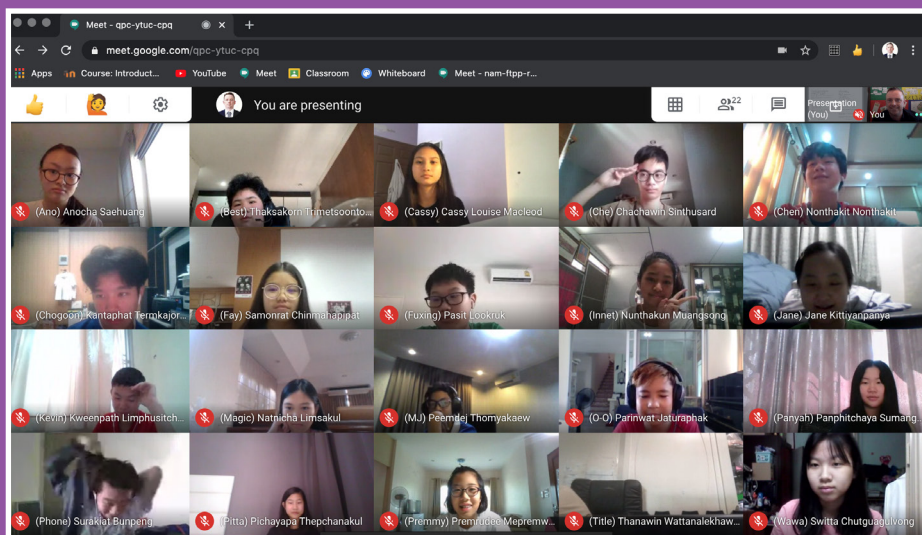 Meet - qpc-ytuc-cpq
meet.google.com/qpc-ytuc-cpq
Apps
Course: Introduct...
YouTube
Meet
Classroom
Whiteboard
Meet - nam-ftpp-r...
You are presenting
22
Presentation
(You)
You
(Ano) Anocha Saehuang
(Best) Thaksakorn Trimetsoonto...
(Cassy) Cassy Louise Macleod
(Che) Chachawin Sinthusard
(Chen) Nonthakit Nonthakit
(Chogoon) Kantaphat Termkajor...
(Fay) Samonrat Chinmahapipat
(Fuxing) Pasit Lookruk
(Innet) Nunthakun Muangsong
(Jane) Jane Kittiyanpanya
(Kevin) Kweenpath Limphusitch...
(Magic) Natnicha Limsakul
(MJ) Peemdej Thomyakaew
(O-O) Parinwat Jaturaphak
(Panyah) Panphitchaya Sumang...
(Phone) Surakiat Bunpeng
(Pitta) Pichayapa Thepchanakul
(Premmy) Premrudee Mepremw...
(Title) Thanawin Wattanalekhaw...
(Wawa) Switta Chutguagulvong